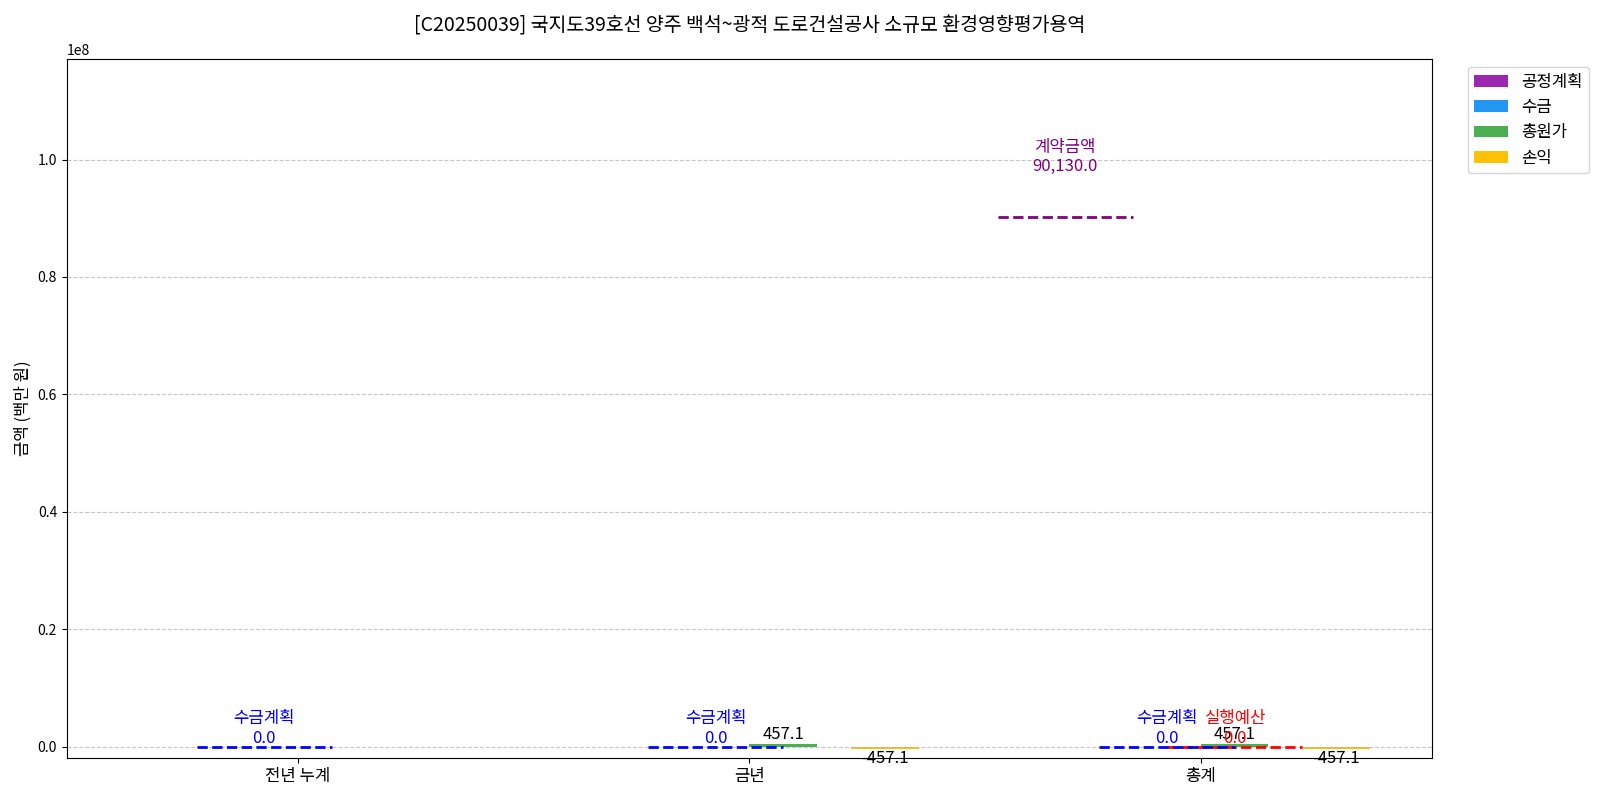 [C20250039] 국지도39호선 양주 백석~광적 도로건설공사 소규모 환경영향평가용역
1e8
공정계획
수금
총원가
손익
계약금액
90,130.0
1.0
0.8
0.6
0.4
0.2
0.0
금액 (백만 원)
수금계획
0.0
수금계획
0.0
457.1
-457.1
수금계획
0.0
실행예산
0.0
457.1
-457.1
전년 누계
금년
총계